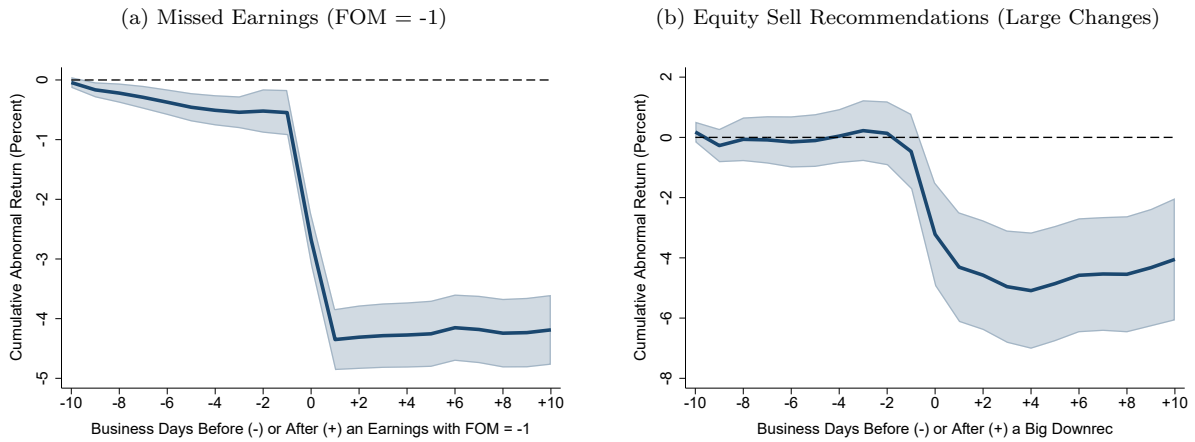 (a) Missed Earnings (FOM = -1)
Cumulative Abnormal Return (Percent)
0
-1
-2
-3
-4
-5
-10 -8 -6 -4 -2 0 +2 +4 +6 +8 +10
Business Days Before (-) or After (+) an Earnings with FOM = -1
(b) Equity Sell Recommendations (Large Changes)
Cumulative Abnormal Return (Percent)
2
0
-2
-4
-6
-8
-10 -8 -6 -4 -2 0 +2 +4 +6 +8 +10
Business Days Before (-) or After (+) a Big Downrec